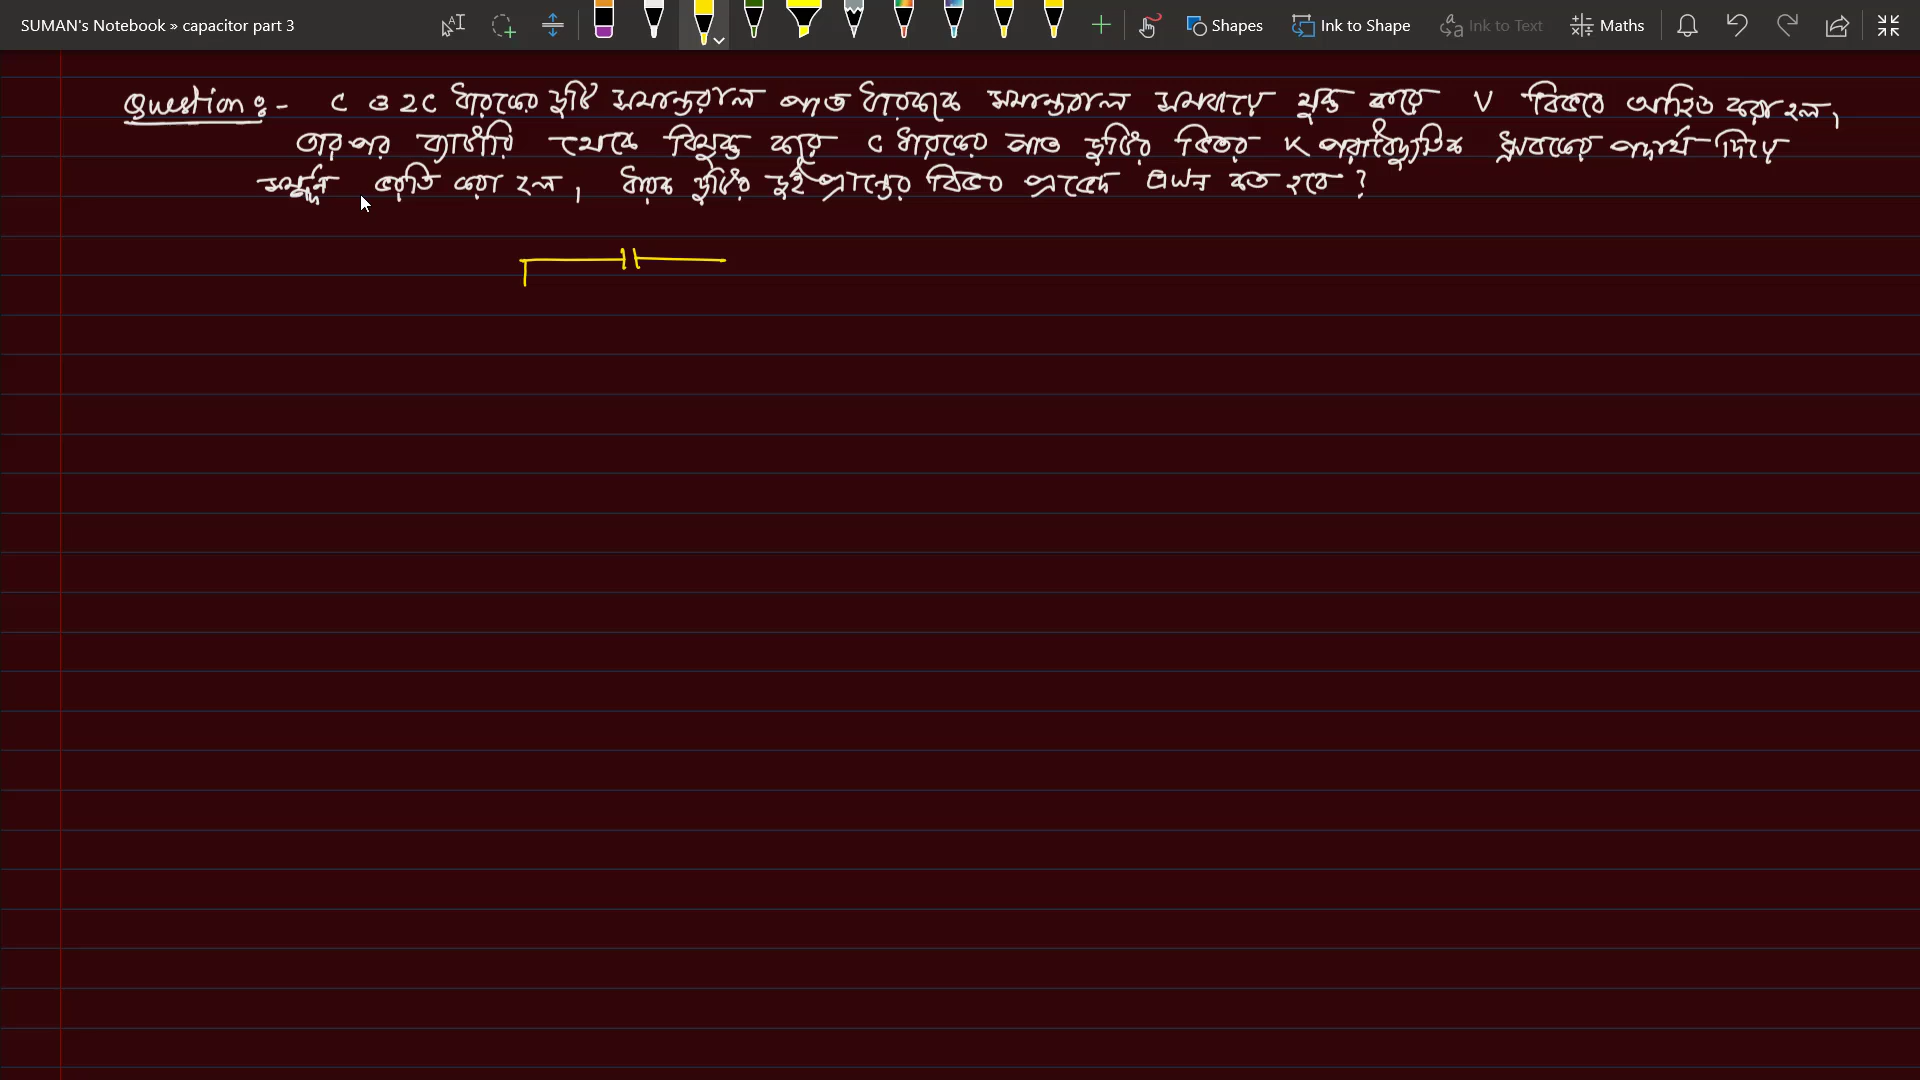 SUMAN's Notebook » capacitor part 3
Shapes
Ink to Shape
Ink to Text
Maths
Question :- C ও 2C ধারকের দুটি সমান্তরাল পাত ধারককে সমান্তরাল সমবায়ে যুক্ত করে V বিভবে আহিত করা হল,
তারপর ব্যাটারি থেকে বিযুক্ত করে C ধারকের পাত দুটির ভিতর K পরাবৈদ্যুতিক ধ্রুবকের পদার্থ দিয়ে
সম্পূর্ণ ভরতি করা হল, ধারক দুটির দুই প্রান্তের বিভব প্রভেদ এখন কত হবে ?